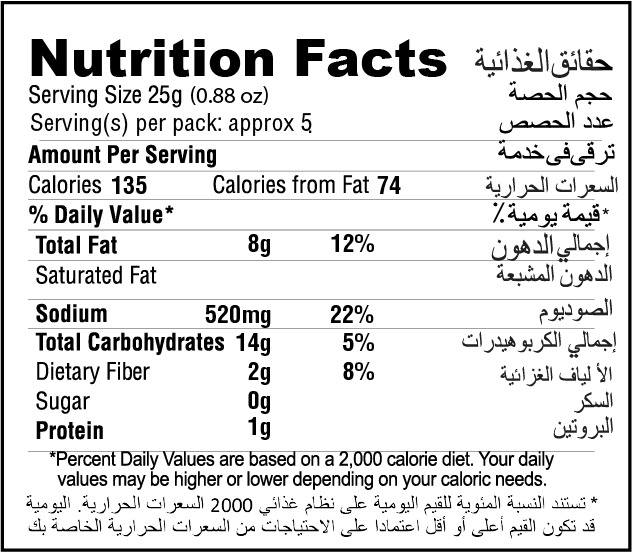 Nutrition Facts حقائق الغذائية
Serving Size 25g (0.88 oz) حجم الحصة
Serving(s) per pack: approx 5 عدد الحصص
Amount Per Serving ترقى فى خدمة
Calories 135 Calories from Fat 74 السعرات الحرارية
% Daily Value* *قيمة يومية٪
Total Fat 8g 12% إجمالي الدهون
Saturated Fat الدهون المشبعة
Sodium 520mg 22% الصوديوم
Total Carbohydrates 14g 5% إجمالي الكربوهيدرات
Dietary Fiber 2g 8% الألياف الغزائية
Sugar 0g السكر
Protein 1g البروتين
*Percent Daily Values are based on a 2,000 calorie diet. Your daily
values may be higher or lower depending on your caloric needs.
* تستند النسبة المئوية للقيم اليومية على نظام غذائي 2000 السعرات الحرارية. اليومية
قد تكون القيم أعلى أو أقل اعتمادا على الاحتياجات من السعرات الحرارية الخاصة بك